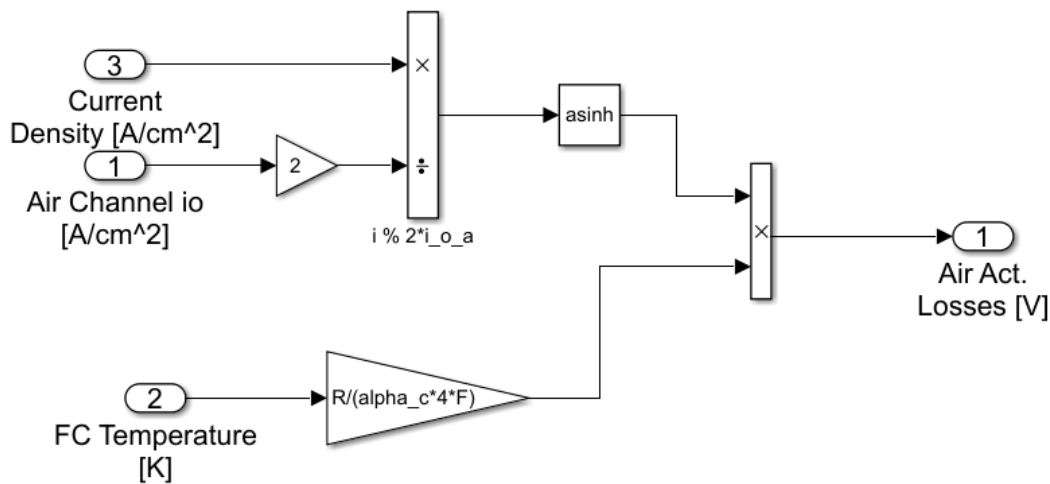 3
Current
Density [A/cm^2]
1
Air Channel io
[A/cm^2]
2
×
÷
i % 2*i_o_a
asinh
×
1
Air Act.
Losses [V]
2
FC Temperature
[K]
R/(alpha_c*4*F)